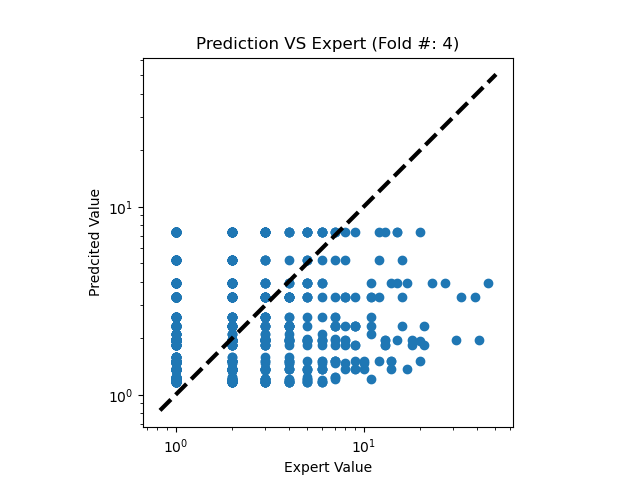 Prediction VS Expert (Fold #: 4)
Predcited Value
10¹
10⁰
10⁰ 10¹
Expert Value